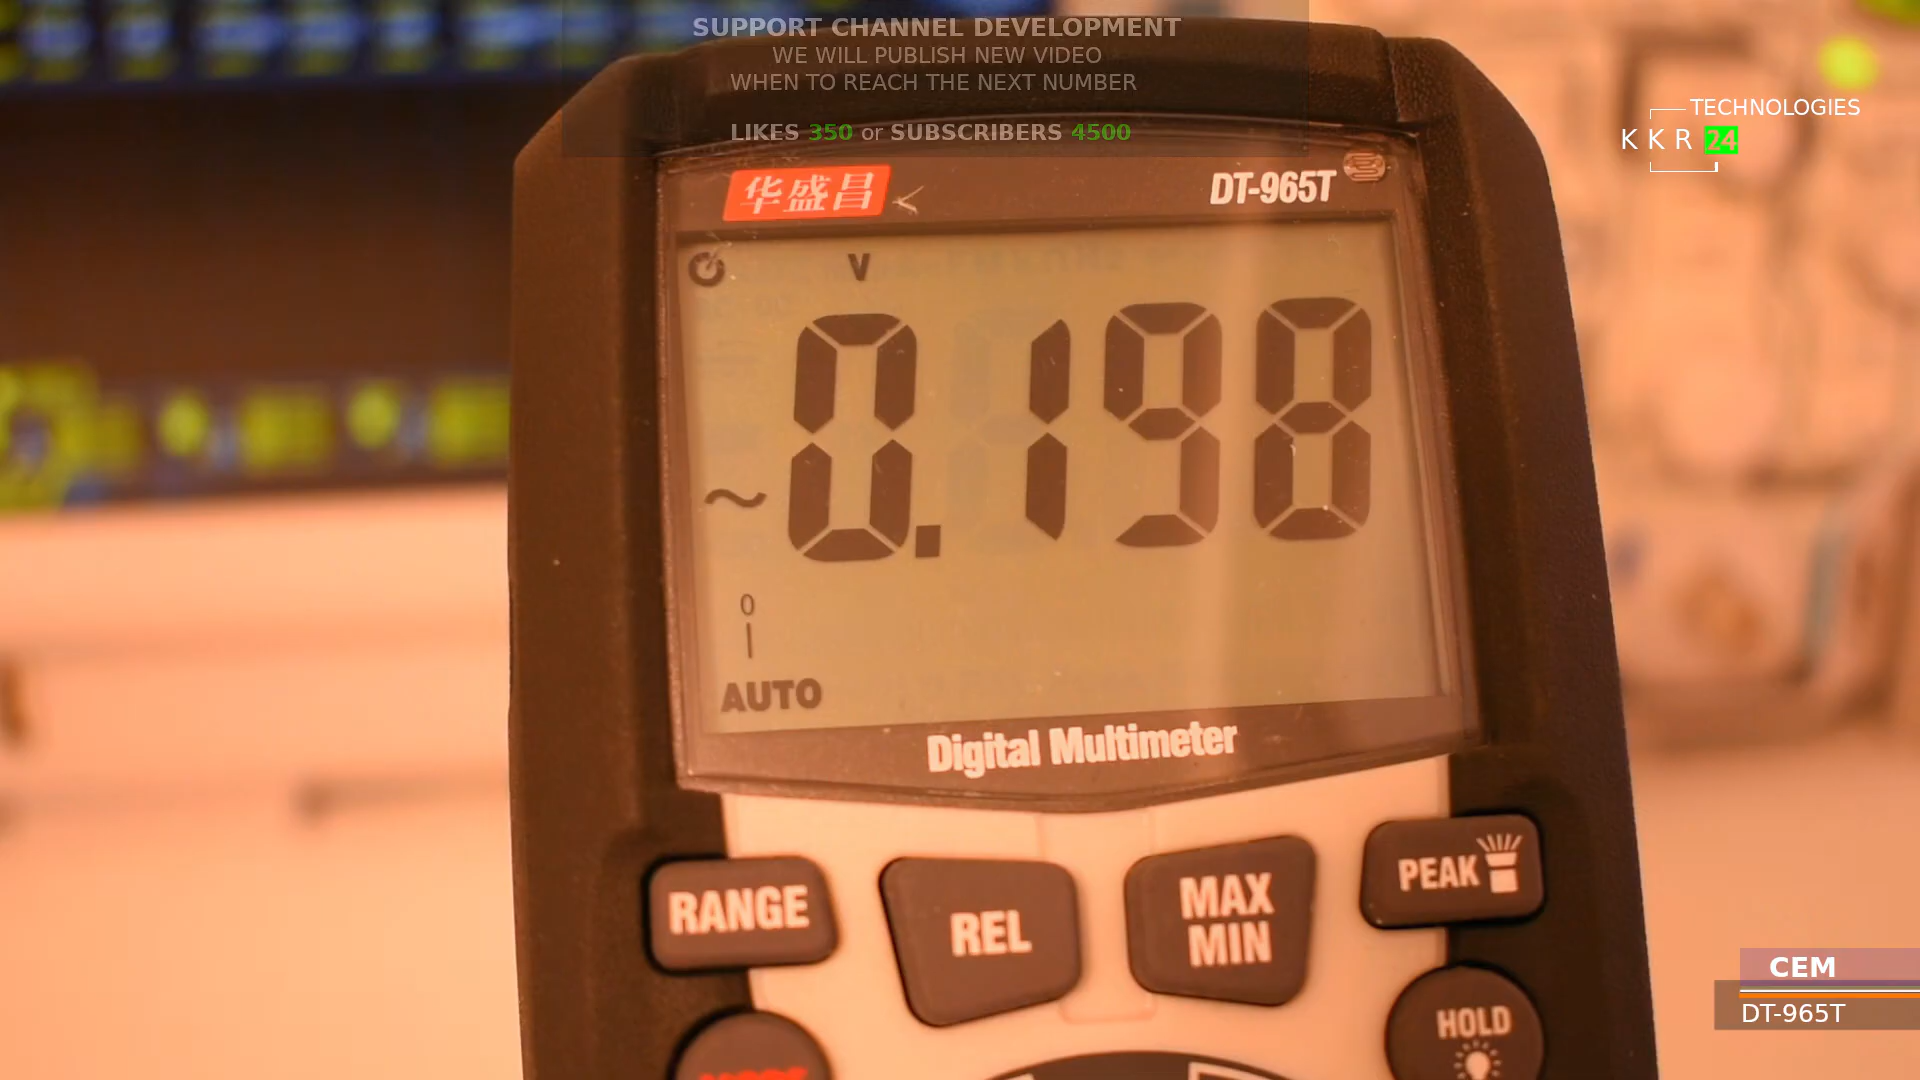 SUPPORT CHANNEL DEVELOPMENT
WE WILL PUBLISH NEW VIDEO
WHEN TO REACH THE NEXT NUMBER
LIKES 350 or SUBSCRIBERS 4500
TECHNOLOGIES
KKR 24
华盛昌
DT-965T
V
~ 0.198
0
AUTO
Digital Multimeter
RANGE
REL
MAX
MIN
PEAK
HOLD
CEM
DT-965T